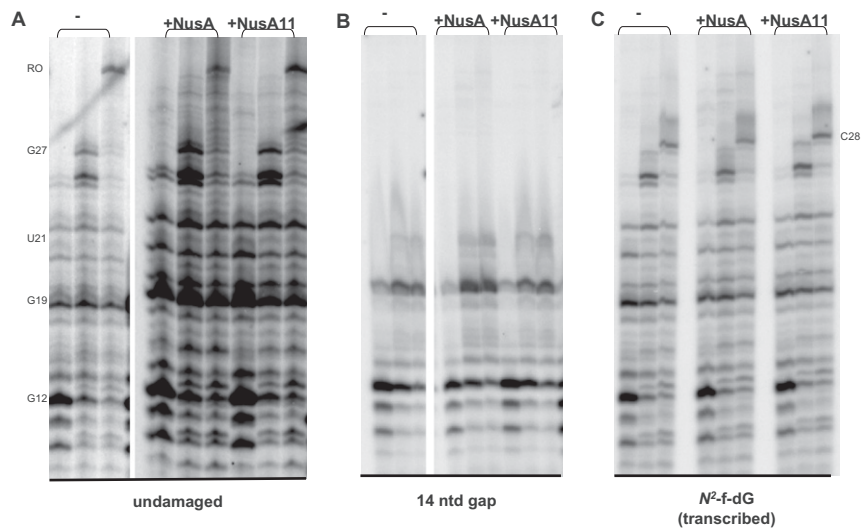 A
-
+NusA
+NusA11
RO
G27
U21
G19
G12
undamaged
B
-
+NusA
+NusA11
14 ntd gap
C
-
+NusA
+NusA11
C28
N²-f-dG
(transcribed)